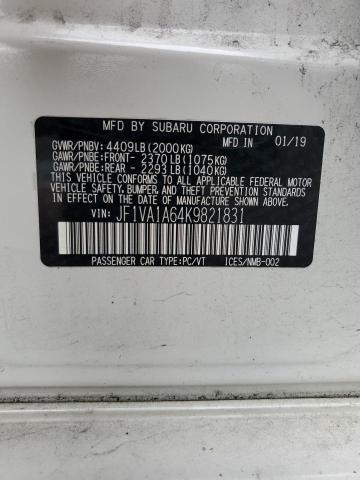 MFD BY SUBARU CORPORATION 01/19
GVWR/PNBV: 4409LB(2000KG)
GAWR/PNBE:FRONT- 2370LB(1075KG)
GAWR/PNBE:REAR - 2293LB(1040KG)
THIS VEHICLE CONFORMS TO ALL APPLICABLE FEDERAL MOTOR
VEHICLE SAFETY, BUMPER, AND THEFT PREVENTION STANDARDS
IN EFFECT ON THE DATE OF MANUFACTURE SHOWN ABOVE.
VIN: JF1VA1A64K9821831
PASSENGER CAR TYPE:PC/VT ICES/NMB-002